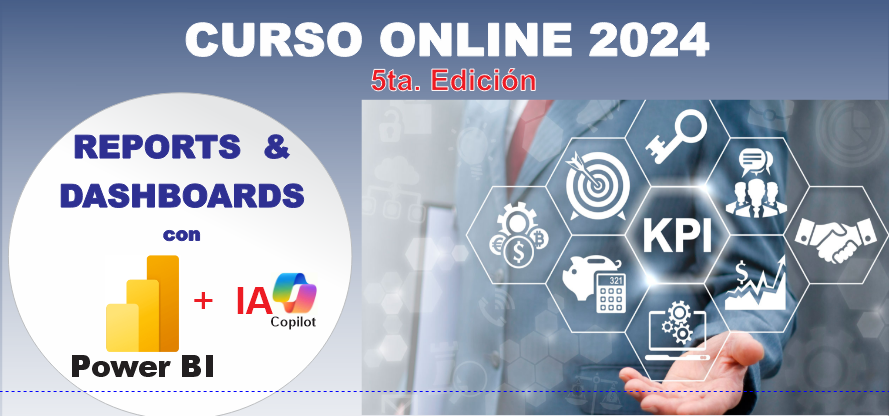 CURSO ONLINE 2024
5ta. Edición
REPORTS &
DASHBOARDS
con
+ IA
Copilot
Power BI
KPI
$
321
$